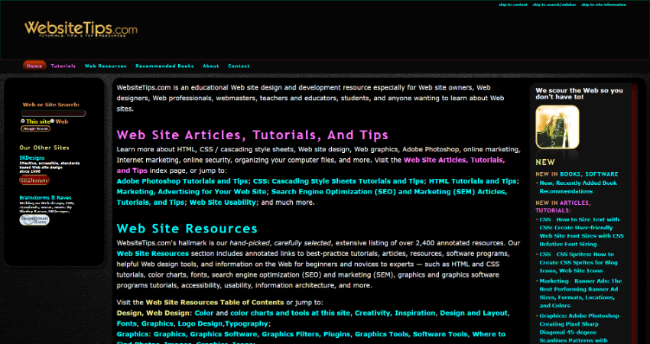 skip to content skip to search/sidebar skip to site information
WebsiteTips.com
TUTORIALS, TIPS, & TOP RESOURCES
Home Tutorials Web Resources Recommended Books About Contact
Web or Site Search:
This site Web
Google Search
Our Other Sites
SKDesigns
Effective, accessible, standards
based Web site design
since 1996
SKDesigns
Brainstorms & Raves
WebsiteTips.com is an educational Web site design and development resource especially for Web site owners, Web
designers, Web professionals, webmasters, teachers and educators, students, and anyone wanting to learn about Web
sites.
Web Site Articles, Tutorials, And Tips
Learn more about HTML, CSS / cascading style sheets, Web site design, Web graphics, Adobe Photoshop, online marketing,
Internet marketing, online security, organizing your computer files, and more. Visit the Web Site Articles, Tutorials,
and Tips index page, or jump to:
Adobe Photoshop Tutorials and Tips; CSS: Cascading Style Sheets Tutorials and Tips; HTML Tutorials and Tips;
Marketing, Advertising for Your Web Site; Search Engine Optimization (SEO) and Marketing (SEM) Articles,
Tutorials, and Tips; Web Site Usability; and much more.
Web Site Resources
WebsiteTips.com's hallmark is our hand-picked, carefully selected, extensive listing of over 2,400 annotated resources. Our
Web Site Resources section includes annotated links to best-practice tutorials, articles, resources, software programs,
helpful Web design tools, and information on the Web for beginners and novices to experts — such as HTML and CSS
tutorials, color charts, fonts, search engine optimization (SEO) and marketing (SEM), graphics and graphics software
programs tutorials, accessibility, usability, information architecture, and more.
Visit the Web Site Resources Table of Contents or jump to:
Design, Web Design: Color and color charts and tools at this site, Creativity, Inspiration, Design and Layout,
Fonts, Graphics, Logo Design,Typography;
Graphics: Graphics, Graphics Software, Graphics Filters, Plugins, Graphics Tools, Software Tools, Where to
Find Photos, Images, Graphics, Icons;
We scour the Web so you
don't have to!
NEW
NEW IN BOOKS, SOFTWARE
New, Recently Added Book
Recommendations
NEW IN ARTICLES,
TUTORIALS:
CSS - How to Size Text with
CSS: Create User-friendly
Web Site Font Sizes with CSS
Relative Font Sizing
CSS - CSS Sprites: How to
Create CSS Sprites for Blog
Icons, Web Site Icons
Marketing - Banner Ads: The
Best Performing Banner Ad
Sizes, Formats, Locations,
and Colors
Graphics: Adobe Photoshop:
Creating Pixel Sharp
Diagonal 45-degree
Scanlines Patterns with